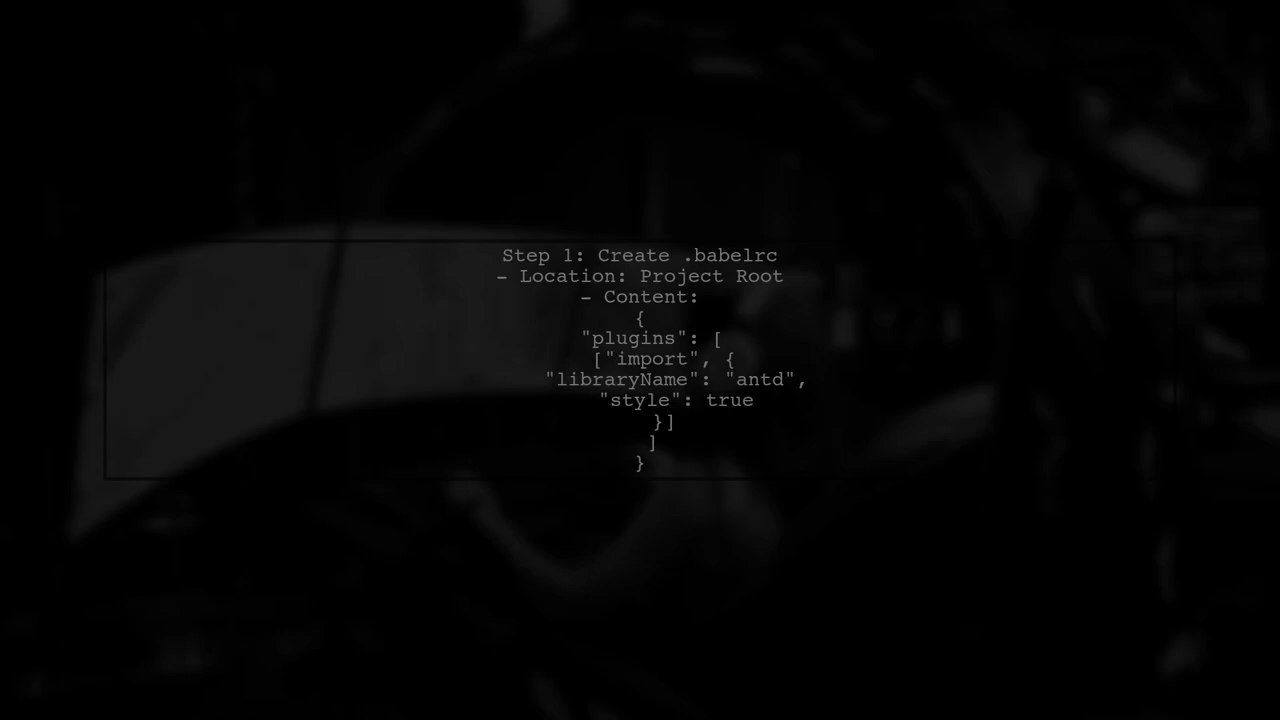 Step 1: Create .babelrc
– Location: Project Root
– Content:
{
"plugins": [
["import", {
"libraryName": "antd",
"style": true
}]
]
}